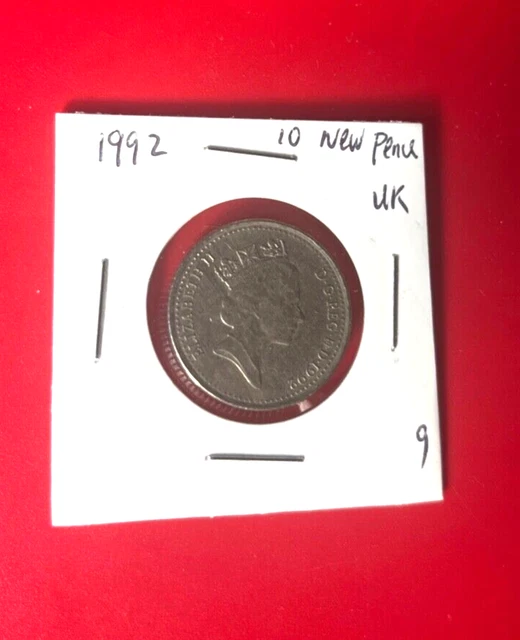 1992 10 New Pence
UK
ELIZABETH II D·G·REG·F·D·1992
9